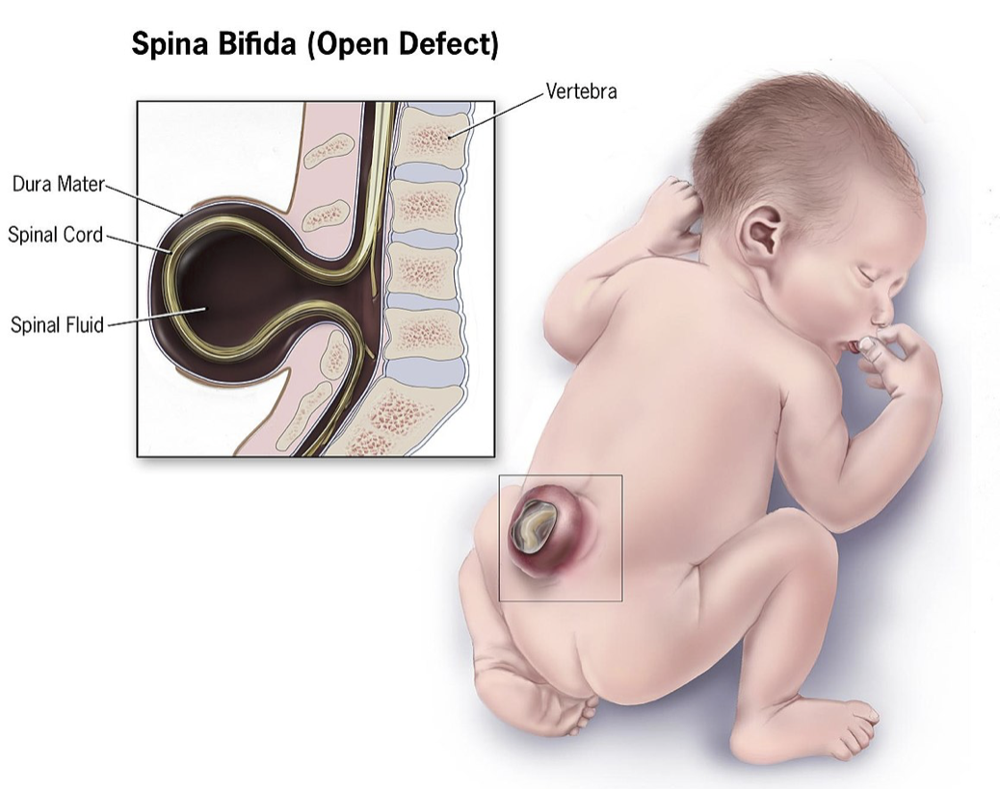 Spina Bifida (Open Defect)
Vertebra
Dura Mater
Spinal Cord
Spinal Fluid